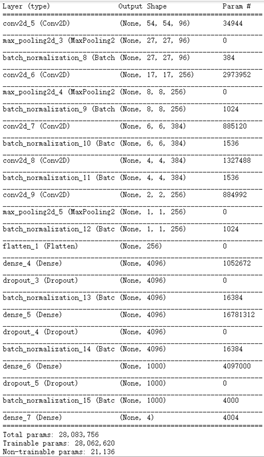 Layer (type) Output Shape Param #
conv2d_5 (Conv2D) (None, 54, 54, 96) 34944
max_pooling2d_3 (MaxPooling2 (None, 27, 27, 96) 0
batch_normalization_8 (Batch (None, 27, 27, 96) 384
conv2d_6 (Conv2D) (None, 17, 17, 256) 2973952
max_pooling2d_4 (MaxPooling2 (None, 8, 8, 256) 0
batch_normalization_9 (Batch (None, 8, 8, 256) 1024
conv2d_7 (Conv2D) (None, 6, 6, 384) 885120
batch_normalization_10 (Batc (None, 6, 6, 384) 1536
conv2d_8 (Conv2D) (None, 4, 4, 384) 1327488
batch_normalization_11 (Batc (None, 4, 4, 384) 1536
conv2d_9 (Conv2D) (None, 2, 2, 256) 884992
max_pooling2d_5 (MaxPooling2 (None, 1, 1, 256) 0
batch_normalization_12 (Batc (None, 1, 1, 256) 1024
flatten_1 (Flatten) (None, 256) 0
dense_4 (Dense) (None, 4096) 1052672
dropout_3 (Dropout) (None, 4096) 0
batch_normalization_13 (Batc (None, 4096) 16384
dense_5 (Dense) (None, 4096) 16781312
dropout_4 (Dropout) (None, 4096) 0
batch_normalization_14 (Batc (None, 4096) 16384
dense_6 (Dense) (None, 1000) 4097000
dropout_5 (Dropout) (None, 1000) 0
batch_normalization_15 (Batc (None, 1000) 4000
dense_7 (Dense) (None, 4) 4004
Total params: 28,083,756
Trainable params: 28,062,620
Non-trainable params: 21,136